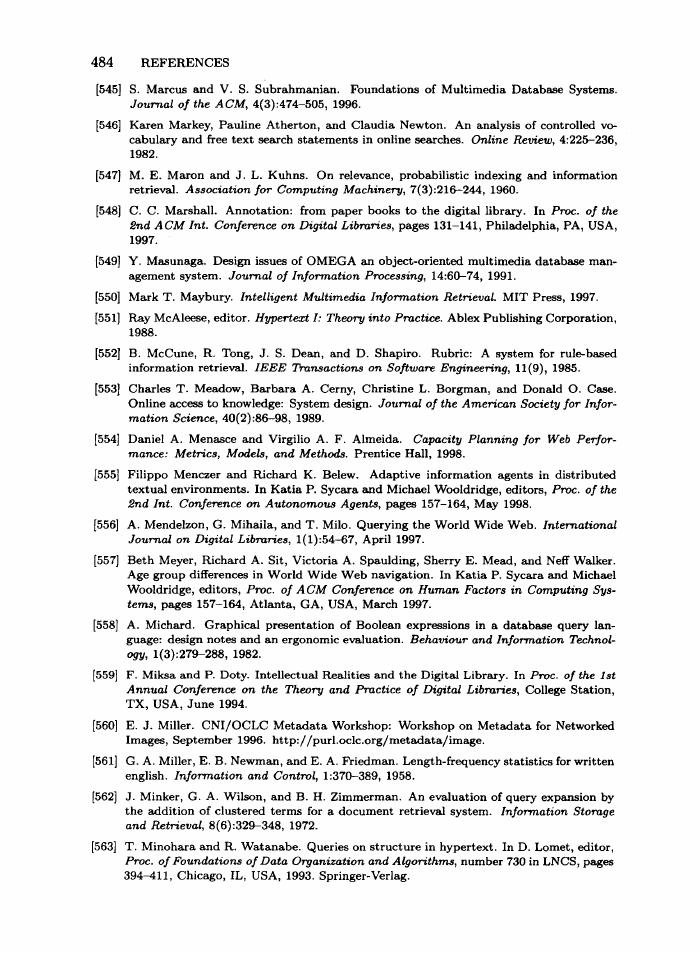 484 REFERENCES
[545] S. Marcus and V. S. Subrahmanian. Foundations of Multimedia Database Systems.
Journal of the ACM, 4(3):474–505, 1996.
[546] Karen Markey, Pauline Atherton, and Claudia Newton. An analysis of controlled vo-
cabulary and free text search statements in online searches. Online Review, 4:225–236,
1982.
[547] M. E. Maron and J. L. Kuhns. On relevance, probabilistic indexing and information
retrieval. Association for Computing Machinery, 7(3):216–244, 1960.
[548] C. C. Marshall. Annotation: from paper books to the digital library. In Proc. of the
2nd ACM Int. Conference on Digital Libraries, pages 131–141, Philadelphia, PA, USA,
1997.
[549] Y. Masunaga. Design issues of OMEGA an object-oriented multimedia database man-
agement system. Journal of Information Processing, 14:60–74, 1991.
[550] Mark T. Maybury. Intelligent Multimedia Information Retrieval. MIT Press, 1997.
[551] Ray McAleese, editor. Hypertext I: Theory into Practice. Ablex Publishing Corporation,
1988.
[552] B. McCune, R. Tong, J. S. Dean, and D. Shapiro. Rubric: A system for rule-based
information retrieval. IEEE Transactions on Software Engineering, 11(9), 1985.
[553] Charles T. Meadow, Barbara A. Cerny, Christine L. Borgman, and Donald O. Case.
Online access to knowledge: System design. Journal of the American Society for Infor-
mation Science, 40(2):86–98, 1989.
[554] Daniel A. Menasce and Virgilio A. F. Almeida. Capacity Planning for Web Perfor-
mance: Metrics, Models, and Methods. Prentice Hall, 1998.
[555] Filippo Menczer and Richard K. Belew. Adaptive information agents in distributed
textual environments. In Katia P. Sycara and Michael Wooldridge, editors, Proc. of the
2nd Int. Conference on Autonomous Agents, pages 157–164, May 1998.
[556] A. Mendelzon, G. Mihaila, and T. Milo. Querying the World Wide Web. International
Journal on Digital Libraries, 1(1):54–67, April 1997.
[557] Beth Meyer, Richard A. Sit, Victoria A. Spaulding, Sherry E. Mead, and Neff Walker.
Age group differences in World Wide Web navigation. In Katia P. Sycara and Michael
Wooldridge, editors, Proc. of ACM Conference on Human Factors in Computing Sys-
tems, pages 157–164, Atlanta, GA, USA, March 1997.
[558] A. Michard. Graphical presentation of Boolean expressions in a database query lan-
guage: design notes and an ergonomic evaluation. Behaviour and Information Technol-
ogy, 1(3):279–288, 1982.
[559] F. Miksa and P. Doty. Intellectual Realities and the Digital Library. In Proc. of the 1st
Annual Conference on the Theory and Practice of Digital Libraries, College Station,
TX, USA, June 1994.
[560] E. J. Miller. CNI/OCLC Metadata Workshop: Workshop on Metadata for Networked
Images, September 1996. http://purl.oclc.org/metadata/image.
[561] G. A. Miller, E. B. Newman, and E. A. Friedman. Length-frequency statistics for written
english. Information and Control, 1:370–389, 1958.
[562] J. Minker, G. A. Wilson, and B. H. Zimmerman. An evaluation of query expansion by
the addition of clustered terms for a document retrieval system. Information Storage
and Retrieval, 8(6):329–348, 1972.
[563] T. Minohara and R. Watanabe. Queries on structure in hypertext. In D. Lomet, editor,
Proc. of Foundations of Data Organization and Algorithms, number 730 in LNCS, pages
394–411, Chicago, IL, USA, 1993. Springer-Verlag.